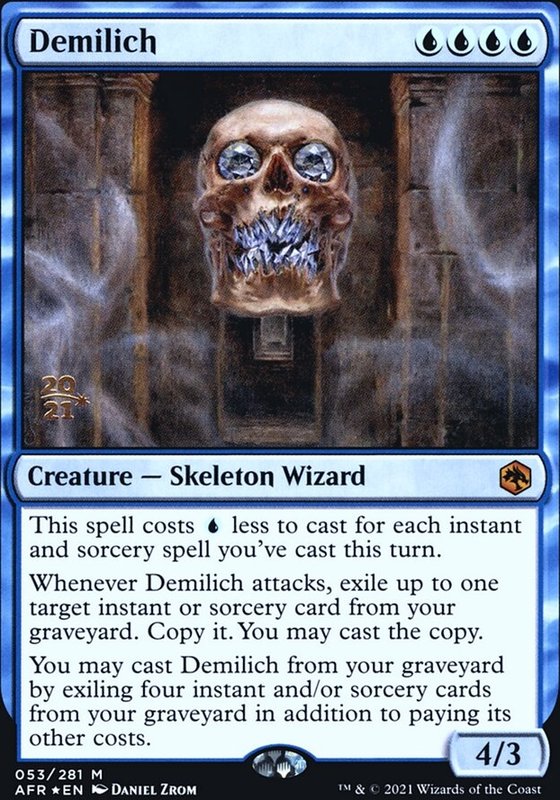 Demilich
20
21
Creature — Skeleton Wizard
This spell costs less to cast for each instant
and sorcery spell you've cast this turn.
Whenever Demilich attacks, exile up to one
target instant or sorcery card from your
graveyard. Copy it. You may cast the copy.
You may cast Demilich from your graveyard
by exiling four instant and/or sorcery cards
from your graveyard in addition to paying its
other costs.
4/3
053/281 M
AFR ★ EN Daniel Zrom
™ & © 2021 Wizards of the Coast